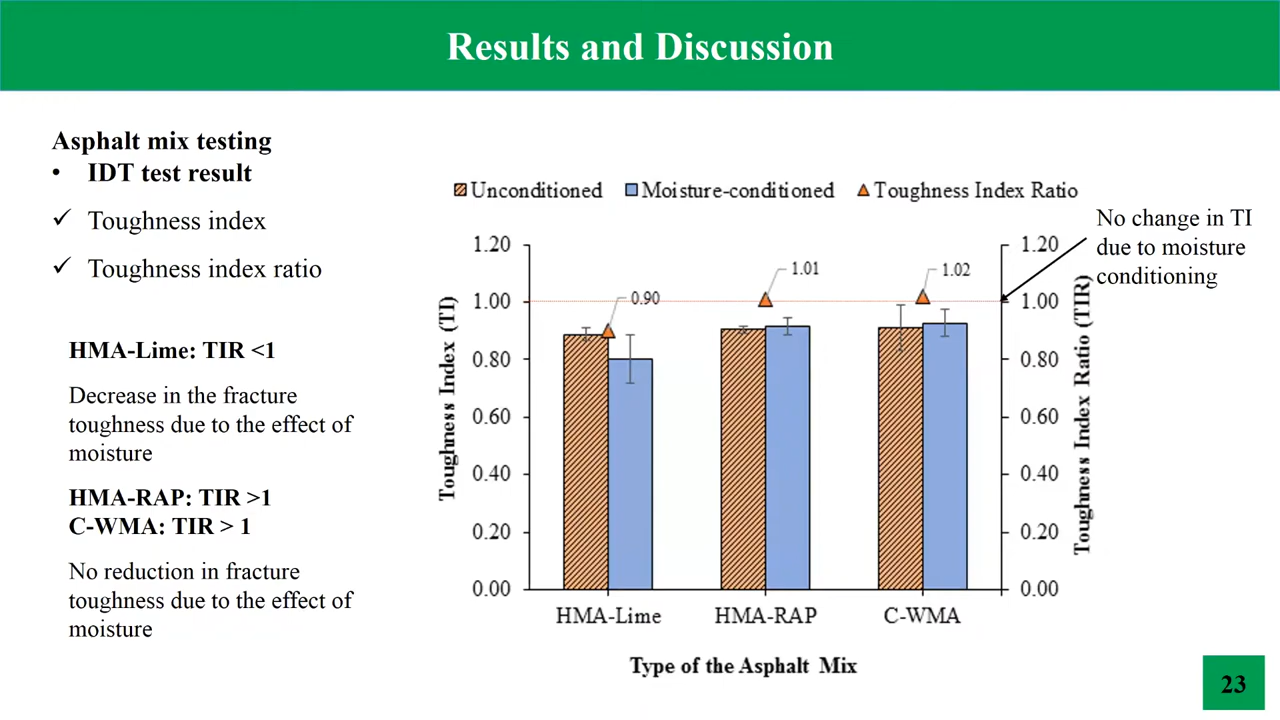 Results and Discussion
Asphalt mix testing
• IDT test result
✓ Toughness index
✓ Toughness index ratio
HMA-Lime: TIR <1
Decrease in the fracture
toughness due to the effect of
moisture
HMA-RAP: TIR >1
C-WMA: TIR > 1
No reduction in fracture
toughness due to the effect of
moisture
Unconditioned Moisture-conditioned Toughness Index Ratio
No change in TI
due to moisture
conditioning
Toughness Index (TI)
1.20
1.00
0.80
0.60
0.40
0.20
0.00
0.90
1.01
1.02
1.20
1.00
0.80
0.60
0.40
0.20
0.00
Toughness Index Ratio (TIR)
HMA-Lime HMA-RAP C-WMA
Type of the Asphalt Mix
23